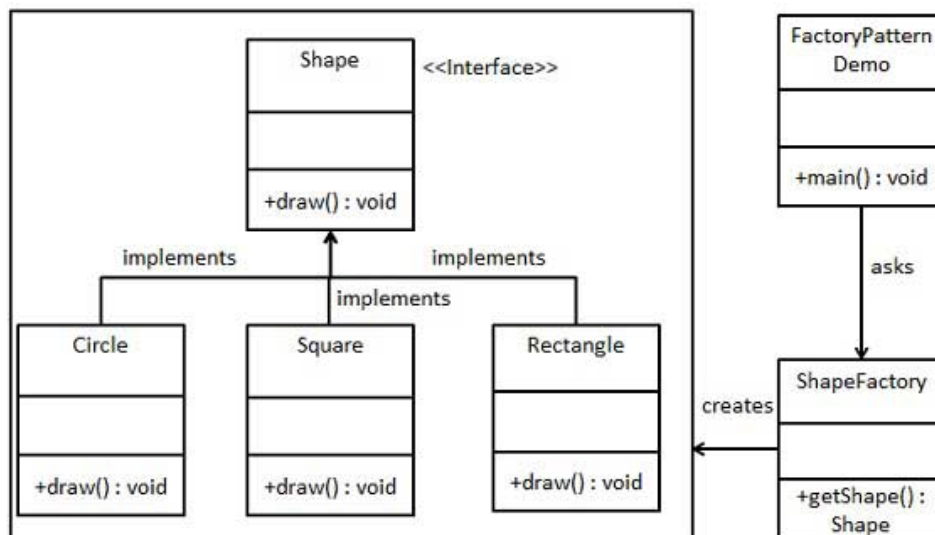 Shape
<<Interface>>
+draw() : void
implements
implements
implements
Circle
+draw() : void
Square
+draw() : void
Rectangle
+draw() : void
FactoryPattern
Demo
+main() : void
asks
ShapeFactory
+getShape() :
Shape
creates